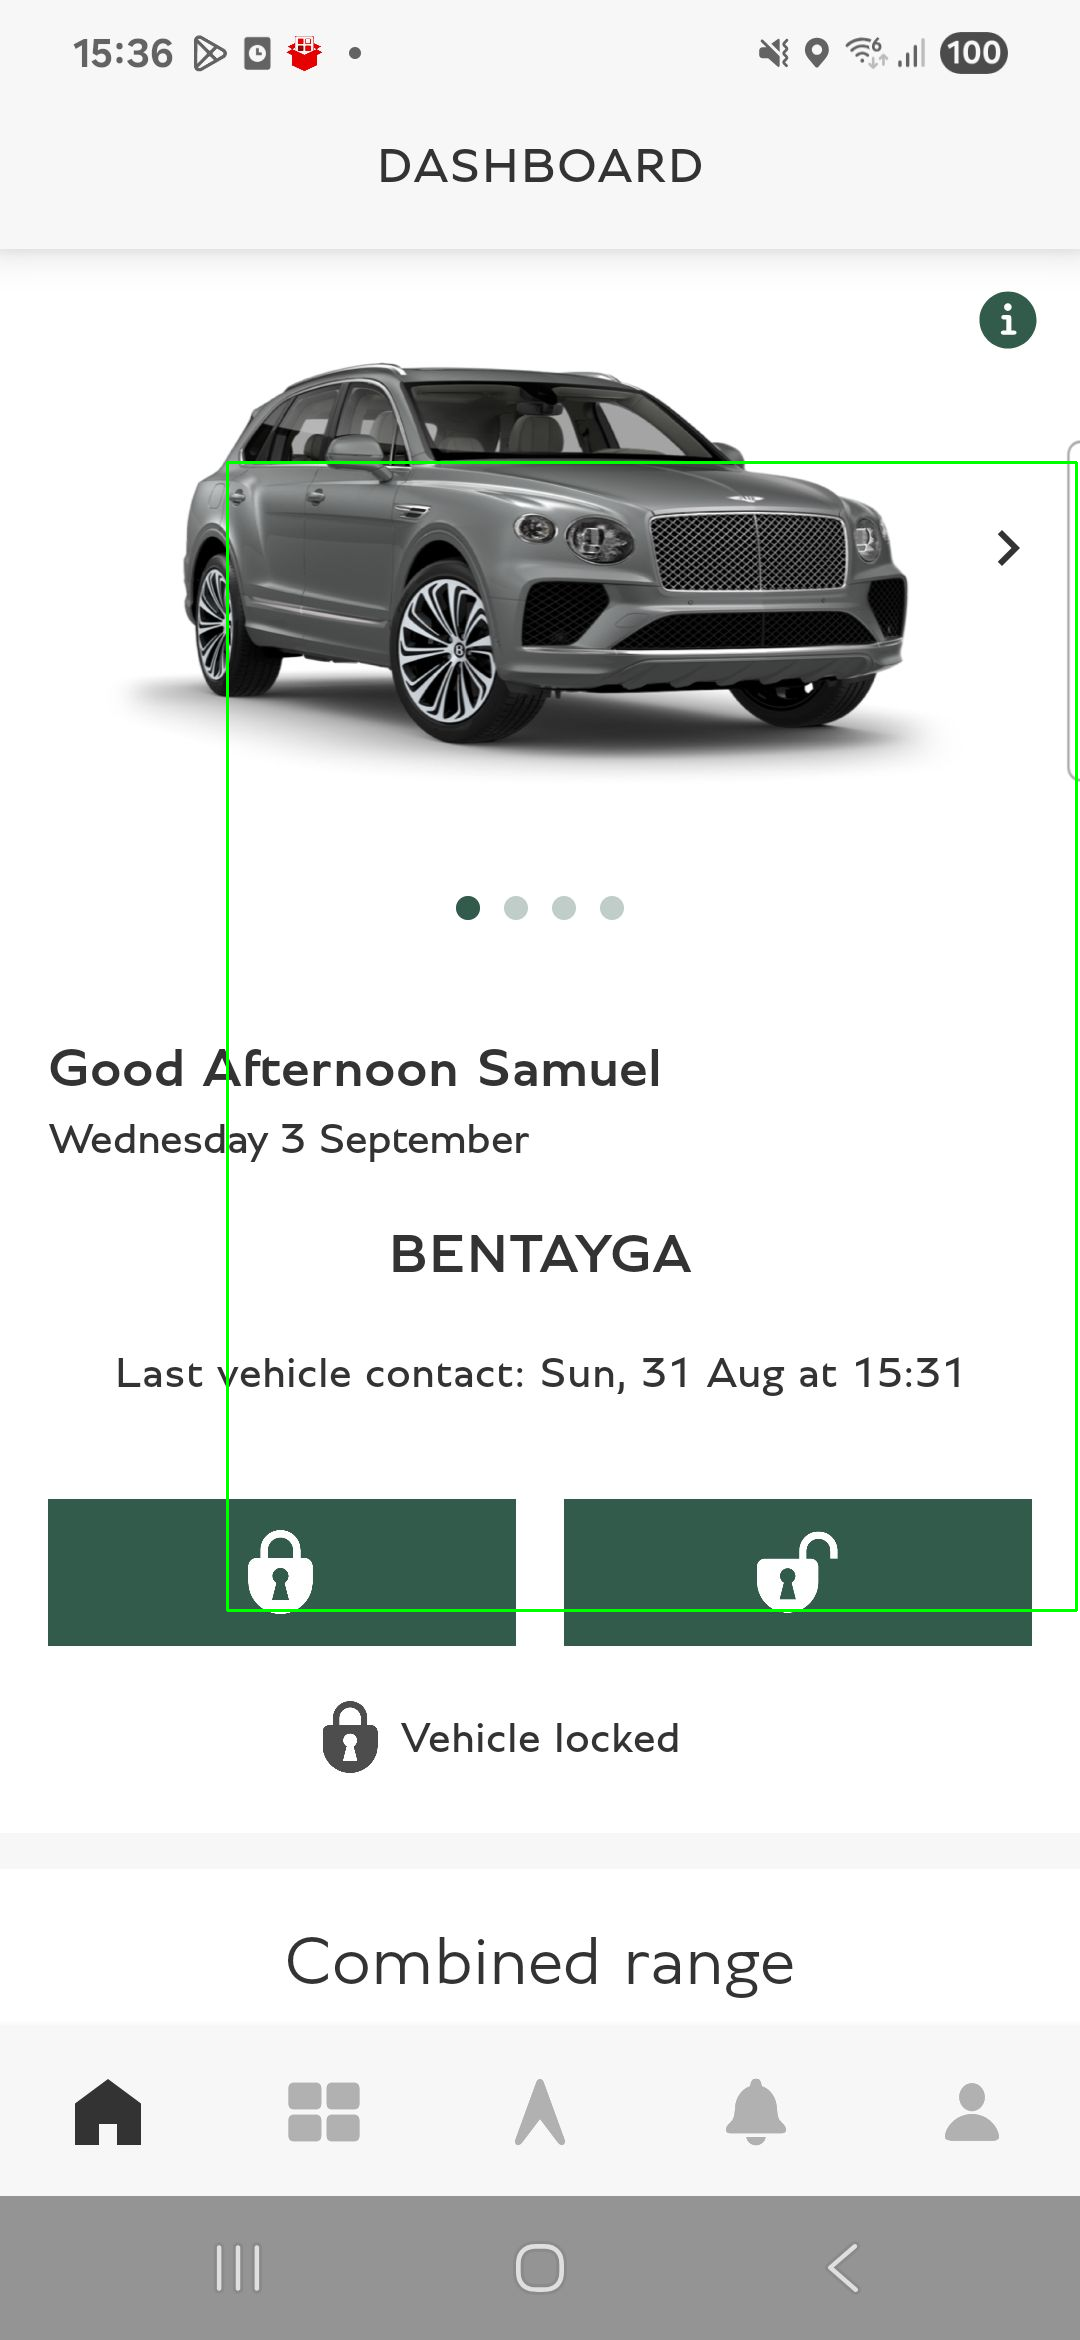 15:36
6
100
DASHBOARD
Good Afternoon Samuel
Wednesday 3 September
BENTAYGA
Last vehicle contact: Sun, 31 Aug at 15:31
Vehicle locked
Combined range